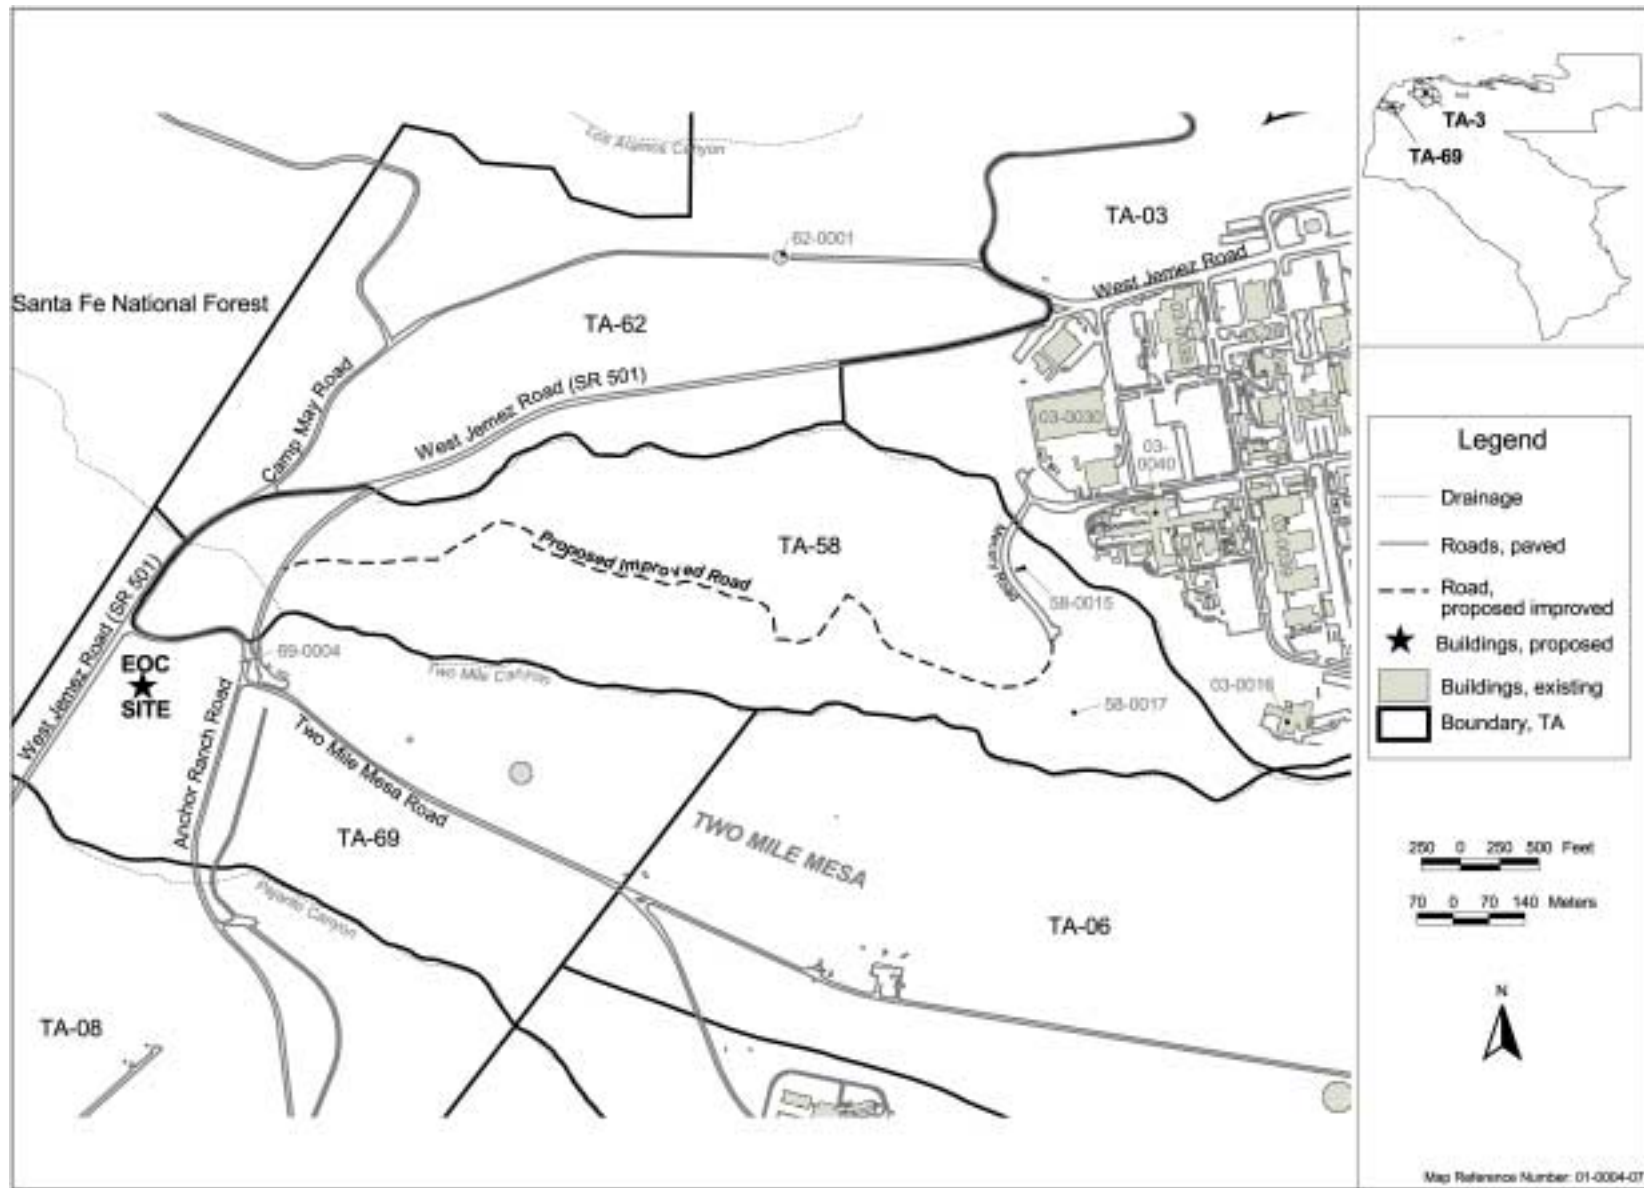 Los Alamos Canyon
62-0001
TA-03
West Jemez Road
Santa Fe National Forest
TA-62
Camp May Road
West Jemez Road (SR 501)
03-0030
03-
0040
Proposed Improved Road
TA-58
Mercury Road
58-0015
West Jemez Road (SR 501)
EOC
SITE
69-0004
Two Mile Canyon
03-0016
58-0017
Anchor Ranch Road
Two Mile Mesa Road
TA-69
TWO MILE MESA
Pajarito Canyon
TA-06
TA-08
TA-3
TA-69
Legend
Drainage
Roads, paved
Road,
proposed improved
Buildings, proposed
Buildings, existing
Boundary, TA
250 0 250 500 Feet
70 0 70 140 Meters
N
Map Reference Number: 01-0004-07